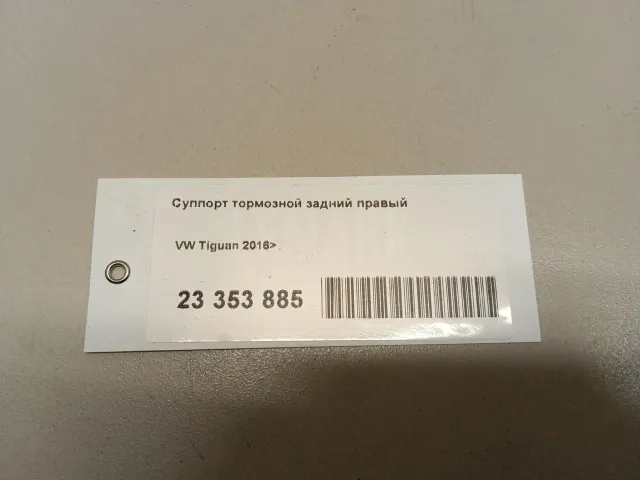 Суппорт тормозной задний правый
VW Tiguan 2016>
23 353 885